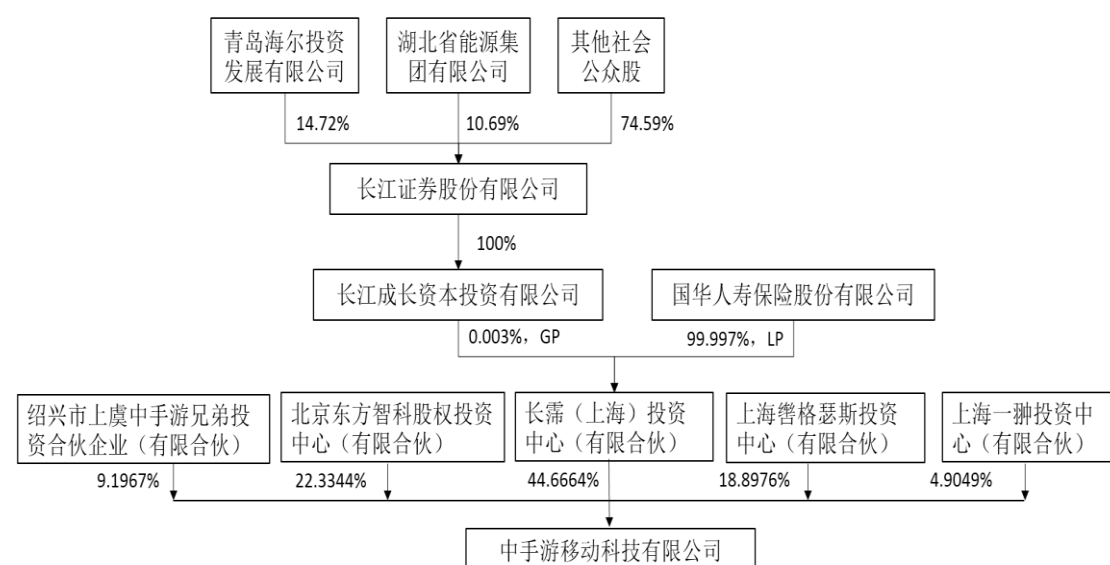 青岛海尔投资
发展有限公司
湖北省能源集
团有限公司
其他社会
公众股
14.72%
10.69%
74.59%
长江证券股份有限公司
100%
长江成长资本投资有限公司
国华人寿保险股份有限公司
0.003%，GP
99.997%，LP
绍兴市上虞中手游兄弟投
资合伙企业（有限合伙）
北京东方智科股权投资
中心（有限合伙）
长霈（上海）投资
中心（有限合伙）
上海辔格瑟斯投资
中心（有限合伙）
上海一翀投资中
心（有限合伙）
9.1967%
22.3344%
44.6664%
18.8976%
4.9049%
中手游移动科技有限公司